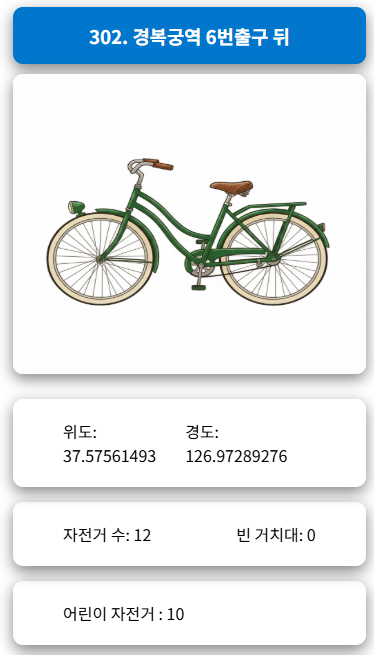 302. 경복궁역 6번출구 뒤
위도: 경도:
37.57561493 126.97289276
자전거 수: 12 빈 거치대: 0
어린이 자전거 : 10